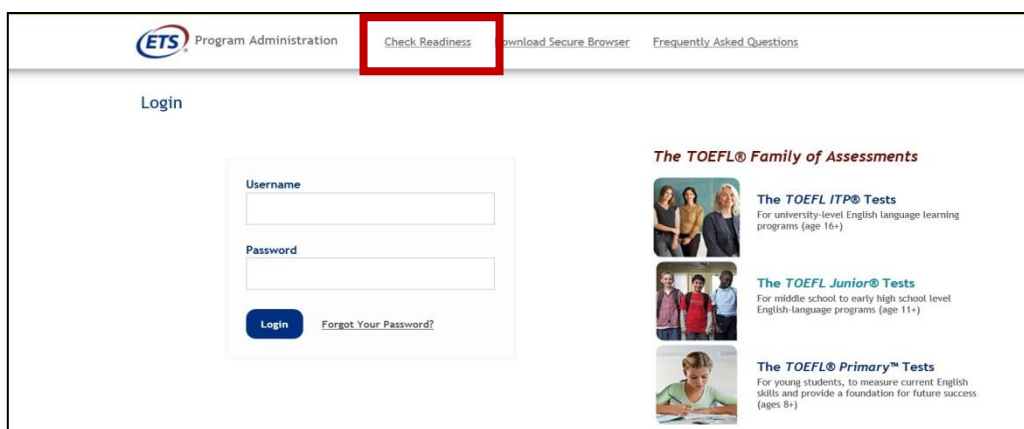 ETS® Program Administration Check Readiness Download Secure Browser Frequently Asked Questions
Login
Username
Password
Login Forgot Your Password?
The TOEFL® Family of Assessments
The TOEFL ITP® Tests
For university-level English language learning
programs (age 16+)
The TOEFL Junior® Tests
For middle school to early high school level
English-language programs (age 11+)
The TOEFL® Primary™ Tests
For young students, to measure current English
skills and provide a foundation for future success
(ages 8+)